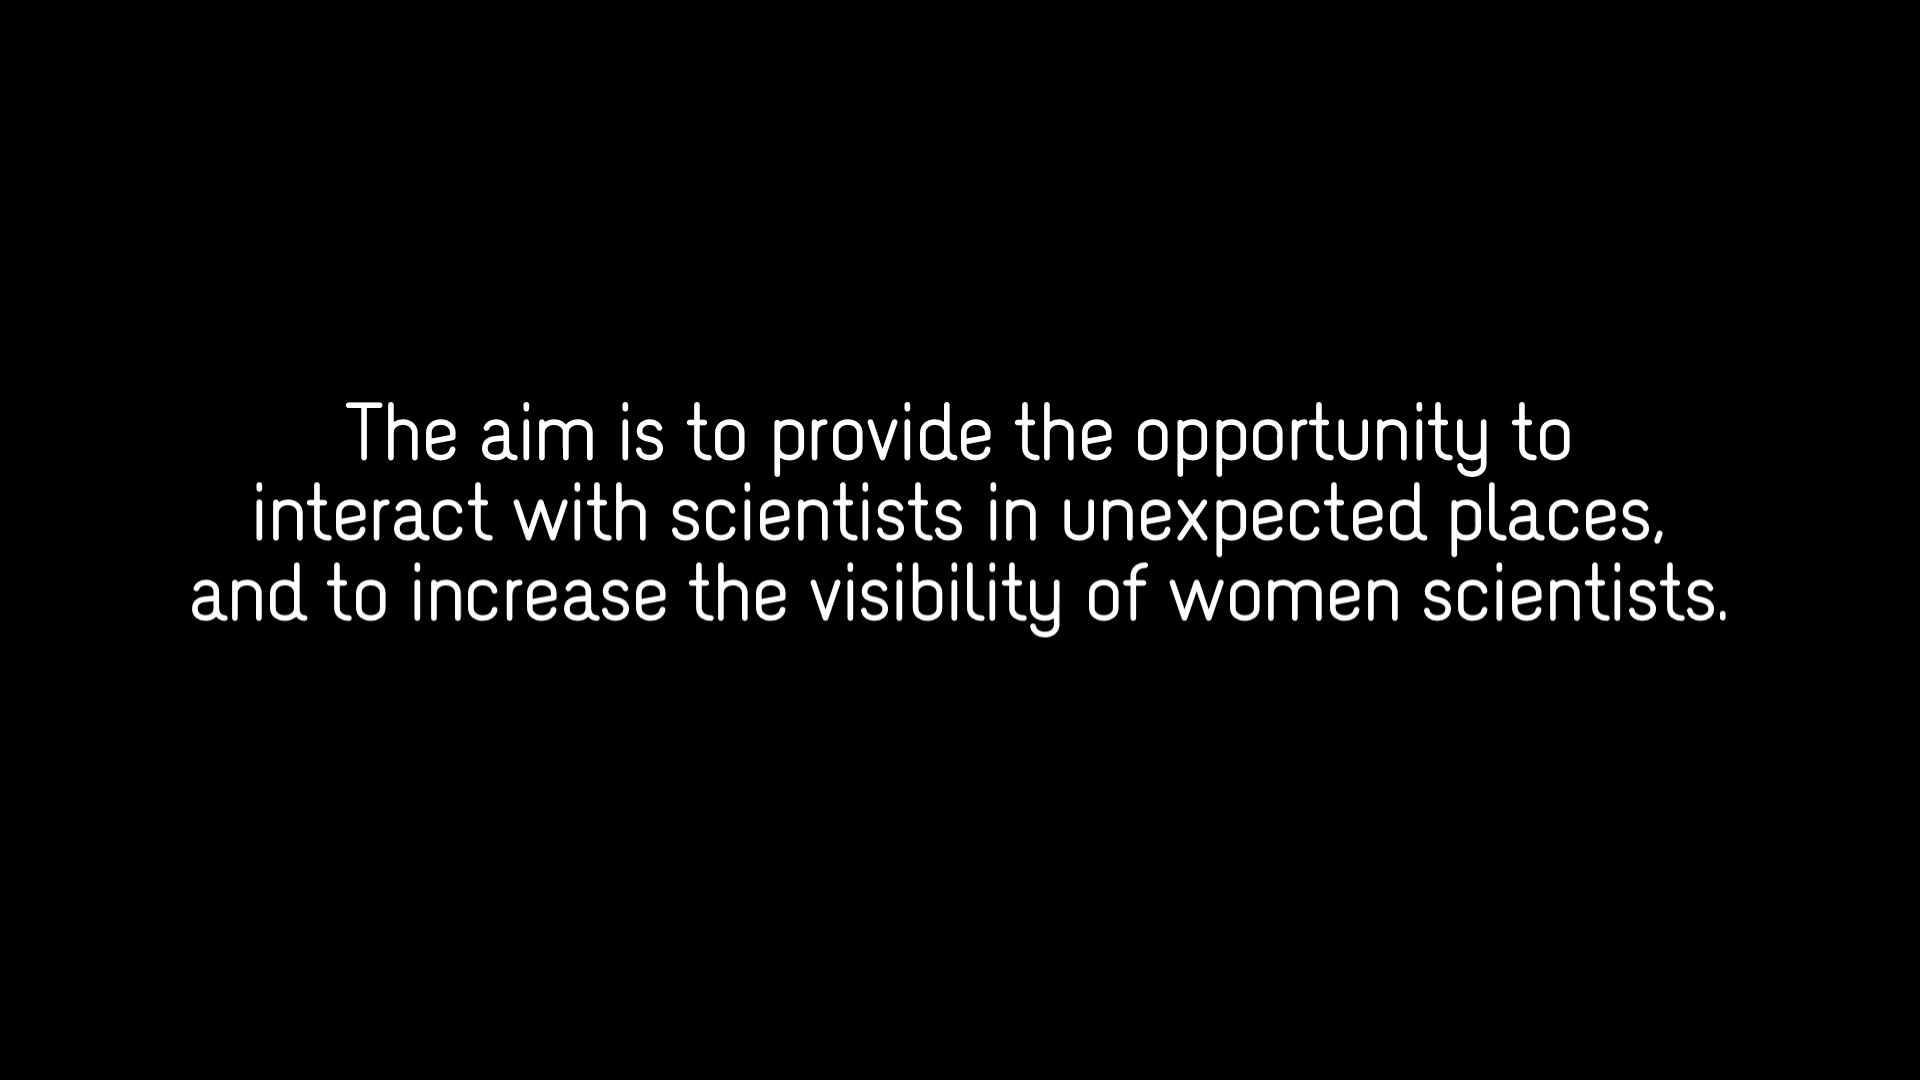 The aim is to provide the opportunity to
interact with scientists in unexpected places,
and to increase the visibility of women scientists.